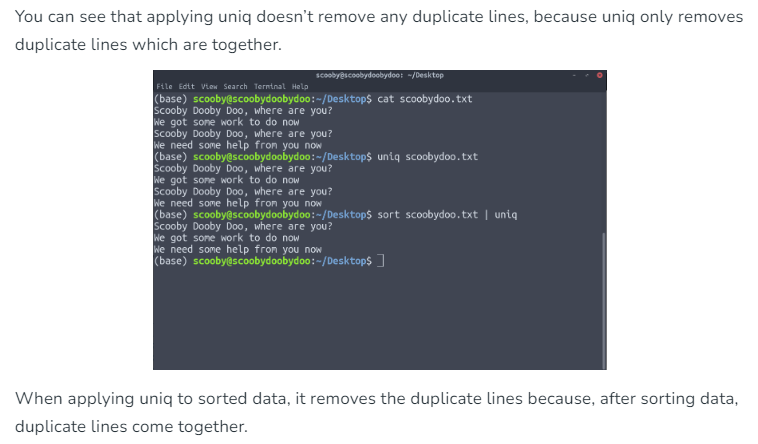 You can see that applying uniq doesn’t remove any duplicate lines, because uniq only removes
duplicate lines which are together.
scooby@scoobydoobydoo: ~/Desktop
File Edit View Search Terminal Help
(base) scooby@scoobydoobydoo:~/Desktop$ cat scoobydoo.txt
Scooby Dooby Doo, where are you?
We got some work to do now
Scooby Dooby Doo, where are you?
We need some help from you now
(base) scooby@scoobydoobydoo:~/Desktop$ uniq scoobydoo.txt
Scooby Dooby Doo, where are you?
We got some work to do now
Scooby Dooby Doo, where are you?
We need some help from you now
(base) scooby@scoobydoobydoo:~/Desktop$ sort scoobydoo.txt | uniq
Scooby Dooby Doo, where are you?
We got some work to do now
We need some help from you now
(base) scooby@scoobydoobydoo:~/Desktop$
When applying uniq to sorted data, it removes the duplicate lines because, after sorting data,
duplicate lines come together.